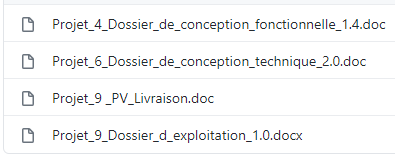 Projet_4_Dossier_de_conception_fonctionnelle_1.4.doc
Projet_6_Dossier_de_conception_technique_2.0.doc
Projet_9 _PV_Livraison.doc
Projet_9_Dossier_d_exploitation_1.0.docx